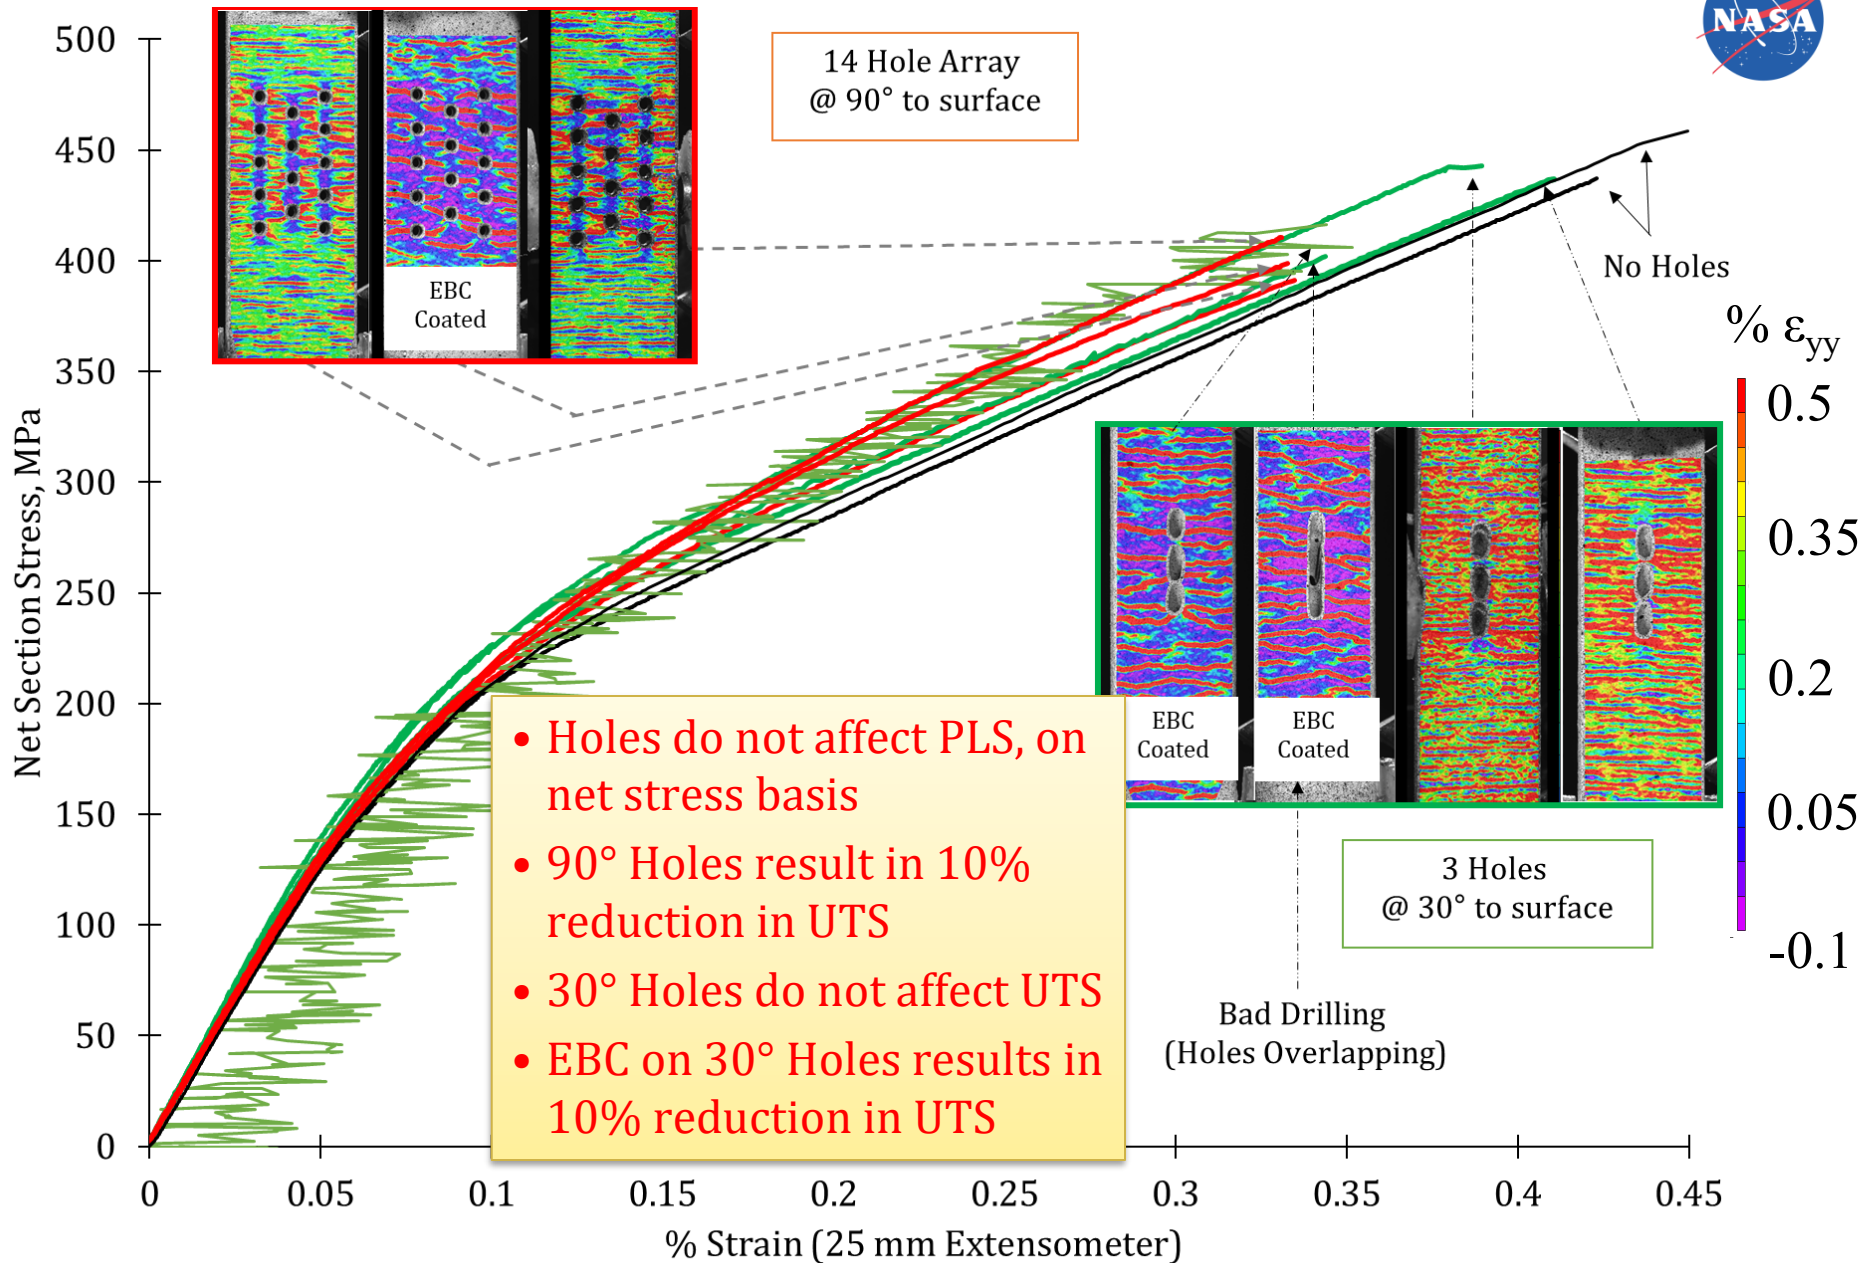 NASA
500
450
400
350
300
250
200
150
100
50
0
Net Section Stress, MPa
EBC
Coated
14 Hole Array
@ 90° to surface
No Holes
% εyy
0.5
0.35
0.2
0.05
-0.1
EBC
Coated
EBC
Coated
3 Holes
@ 30° to surface
Bad Drilling
(Holes Overlapping)
• Holes do not affect PLS, on
net stress basis
• 90° Holes result in 10%
reduction in UTS
• 30° Holes do not affect UTS
• EBC on 30° Holes results in
10% reduction in UTS
0
0.05
0.1
0.15
0.2
0.25
0.3
0.35
0.4
0.45
% Strain (25 mm Extensometer)